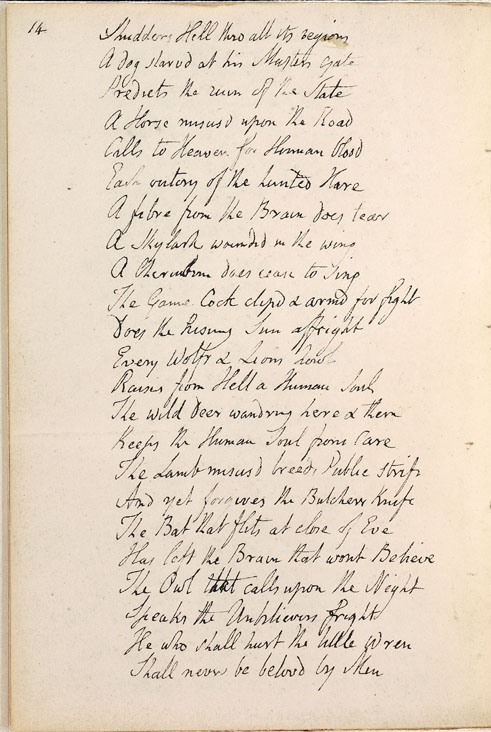 14
Shudders Hell thro all its regions
A dog starvd at his Masters Gate
Predicts the ruin of the State
A Horse misusd upon the Road
Calls to Heaven for Human blood
Each outcry of the hunted Hare
A fibre from the Brain does tear
A Skylark wounded in the wing
A Cherubim does cease to sing
The Game Cock clipd & armd for fight
Does the Rising Sun affright
Every Wolfs & Lions howl
Raises from Hell a Human Soul
The wild Deer wandring here & there
Keeps the Human Soul from Care
The Lamb misusd breeds Public strife
And yet forgives the Butchers Knife
The Bat that flits at close of Eve
Has left the Brain that wont Believe
The Owl that calls upon the Night
Speaks the Unbelievers fright
He who shall hurt the little Wren
Shall never be belovd by Men